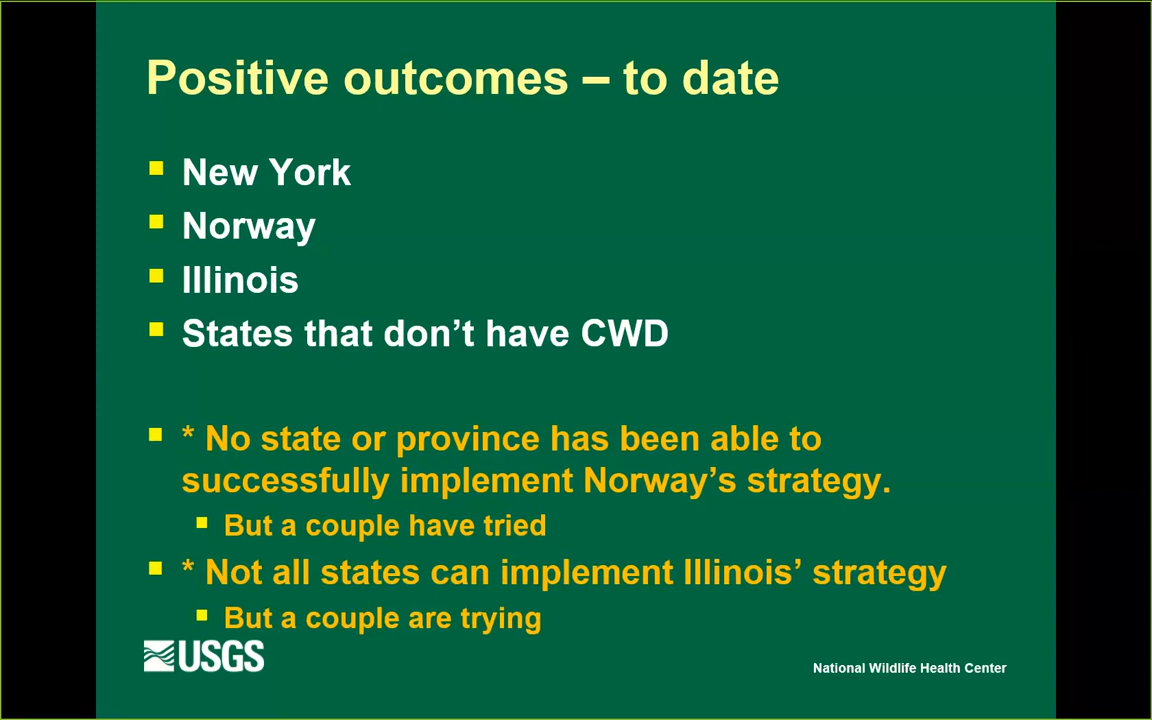 Positive outcomes – to date
New York
Norway
Illinois
States that don’t have CWD
* No state or province has been able to
successfully implement Norway’s strategy.
But a couple have tried
* Not all states can implement Illinois’ strategy
But a couple are trying
USGS
National Wildlife Health Center